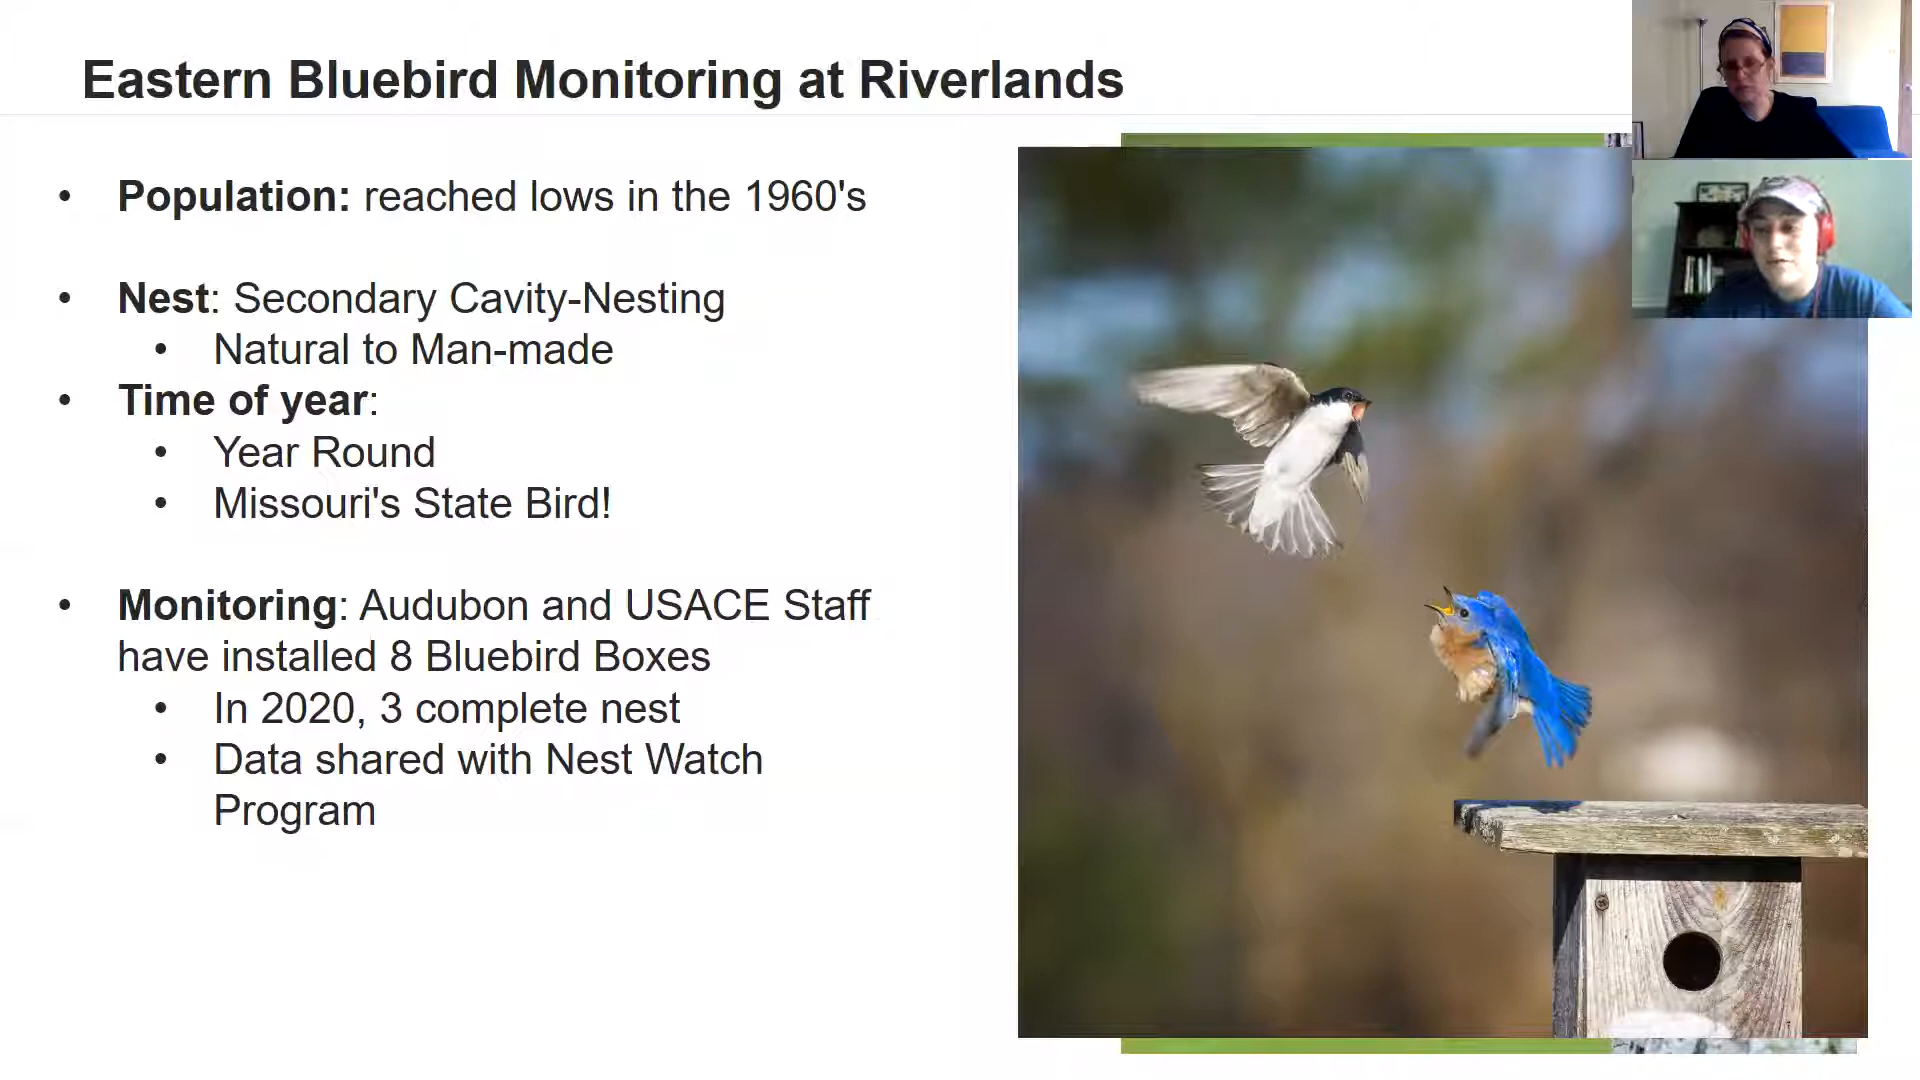 Eastern Bluebird Monitoring at Riverlands
• Population: reached lows in the 1960's
• Nest: Secondary Cavity-Nesting
• Natural to Man-made
• Time of year:
• Year Round
• Missouri's State Bird!
• Monitoring: Audubon and USACE Staff
have installed 8 Bluebird Boxes
• In 2020, 3 complete nest
• Data shared with Nest Watch
Program